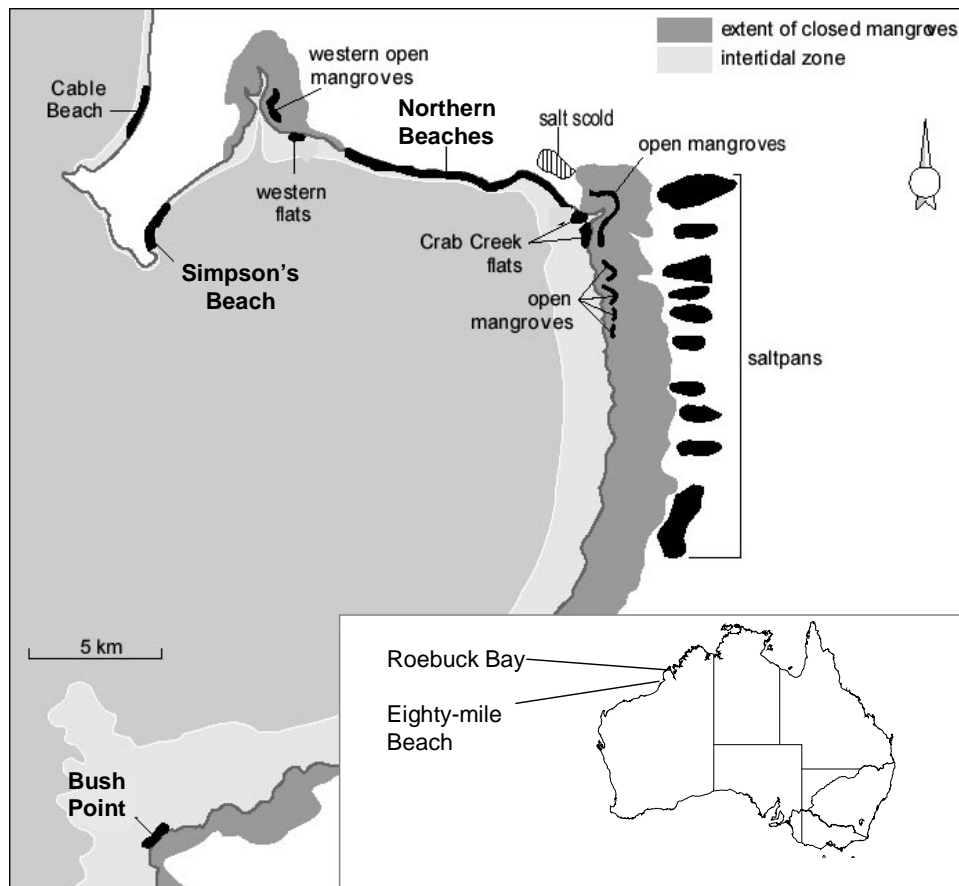 extent of closed mangroves
intertidal zone
western open
mangroves
Cable
Beach
Northern
Beaches
salt scold
open mangroves
western
flats
Crab Creek
flats
Simpson's
Beach
open
mangroves
saltpans
5 km
Roebuck Bay
Eighty-mile
Beach
Bush
Point